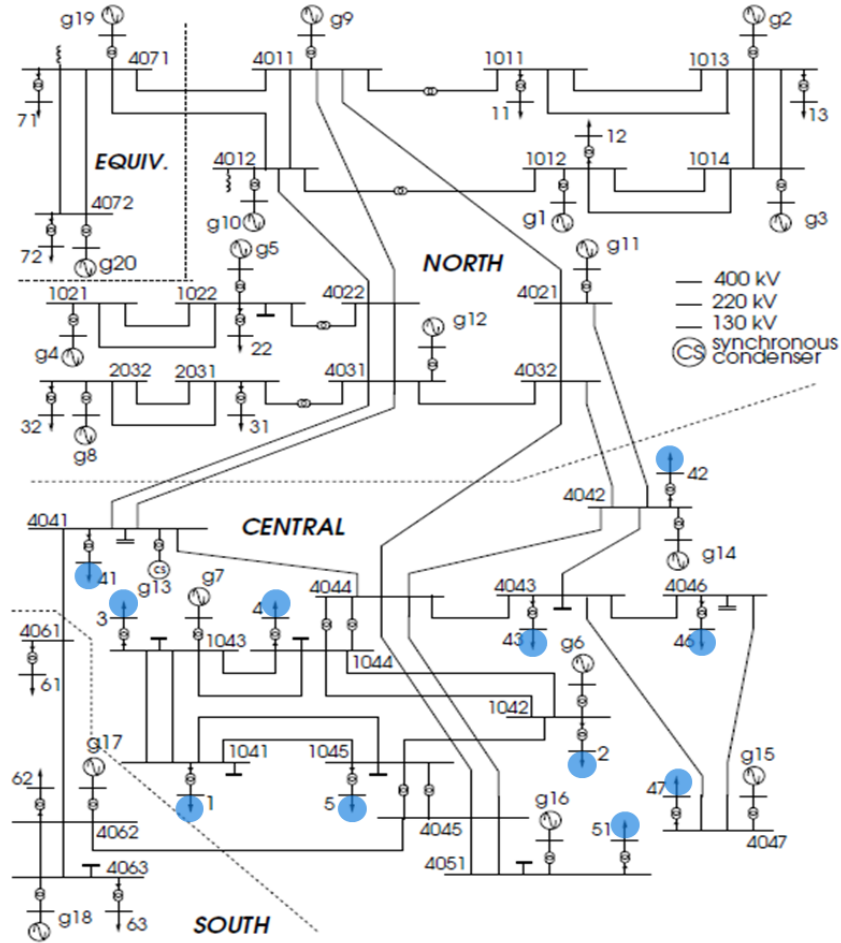 g19
g9
g2
4071
4011
1011
1013
71
11
13
12
EQUIV.
4012
1012
1014
4072
g10
g1
g3
72
g20
g5
g11
NORTH
400 kV
220 kV
130 kV
CS synchronous
condenser
1021
1022
4022
4021
g12
g4
22
2032
2031
4031
4032
32
g8
31
42
4042
4041
CENTRAL
g14
41
CS
g13
g7
4044
4043
4046
3
4
43
46
4061
1043
1044
g6
61
1042
g17
1041
1045
2
g15
62
1
5
g16
47
51
4062
4045
4047
4063
4051
g18
63
SOUTH